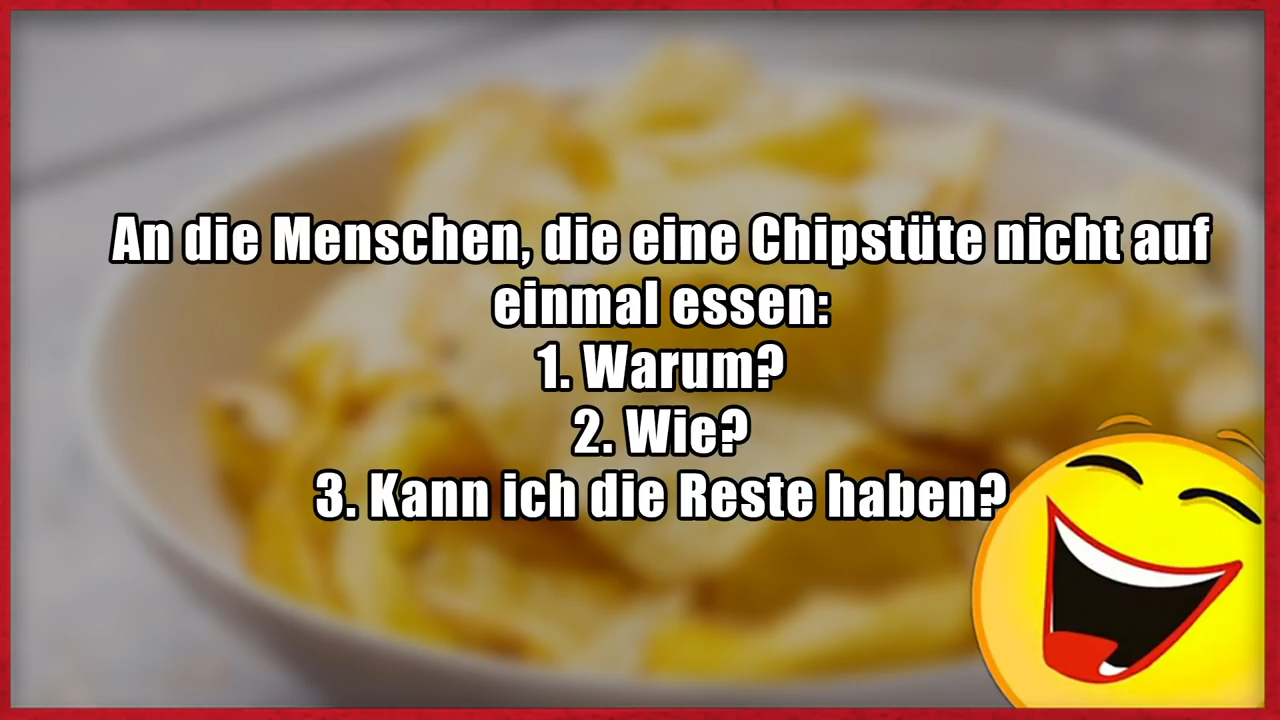 An die Menschen, die eine Chipstüte nicht auf
einmal essen:
1. Warum?
2. Wie?
3. Kann ich die Reste haben?